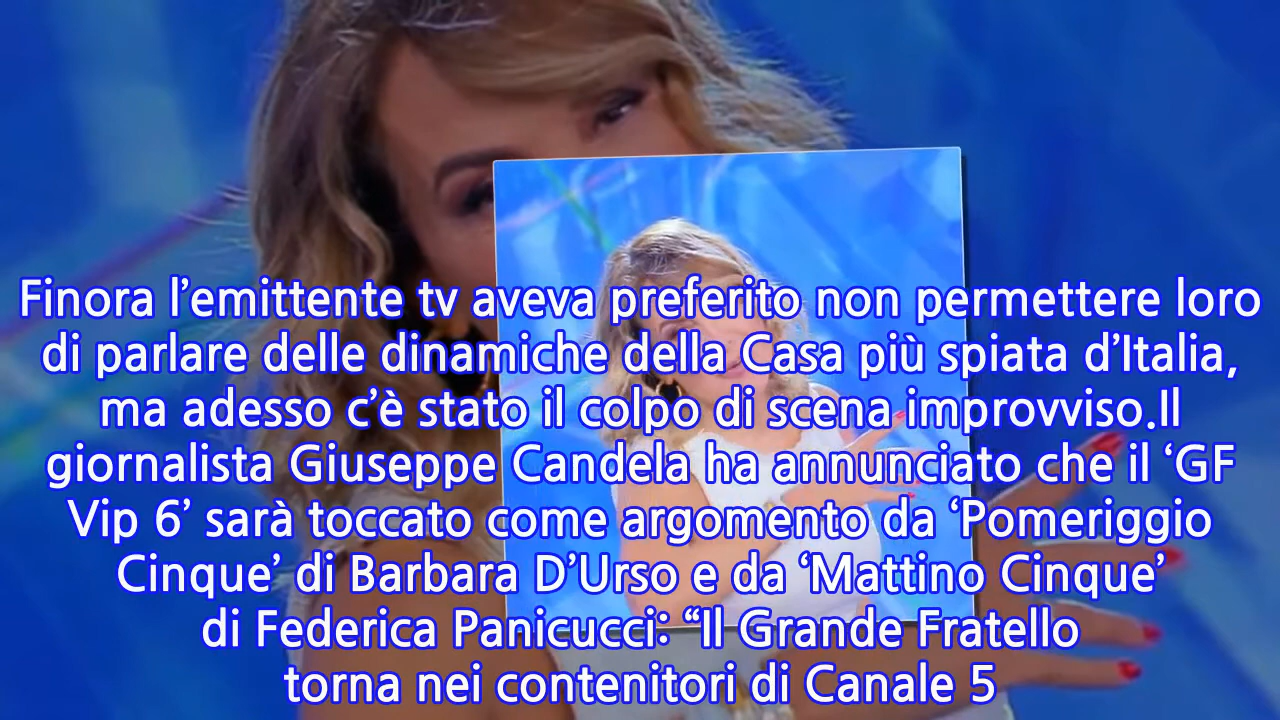 Finora l’emittente tv aveva preferito non permettere loro
di parlare delle dinamiche della Casa più spiata d’Italia,
ma adesso c’è stato il colpo di scena improvviso.Il
giornalista Giuseppe Candela ha annunciato che il ‘GF
Vip 6’ sarà toccato come argomento da ‘Pomeriggio
Cinque’ di Barbara D’Urso e da ‘Mattino Cinque’
di Federica Panicucci: “Il Grande Fratello
torna nei contenitori di Canale 5